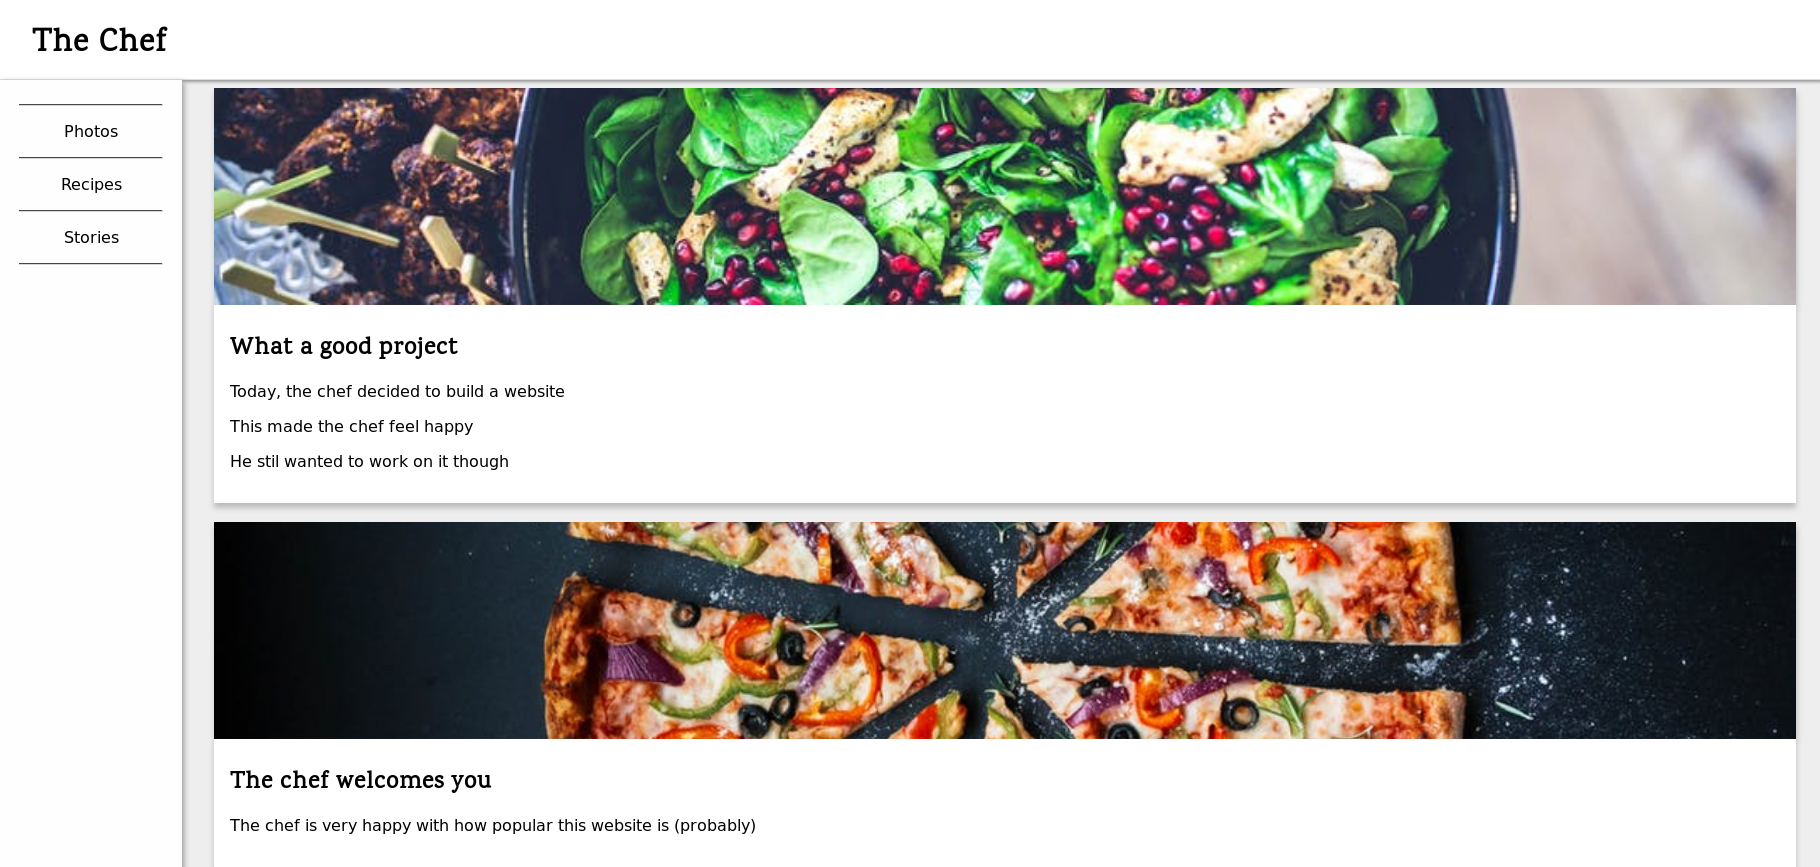 The Chef
Photos
Recipes
Stories
What a good project
Today, the chef decided to build a website
This made the chef feel happy
He stil wanted to work on it though
The chef welcomes you
The chef is very happy with how popular this website is (probably)